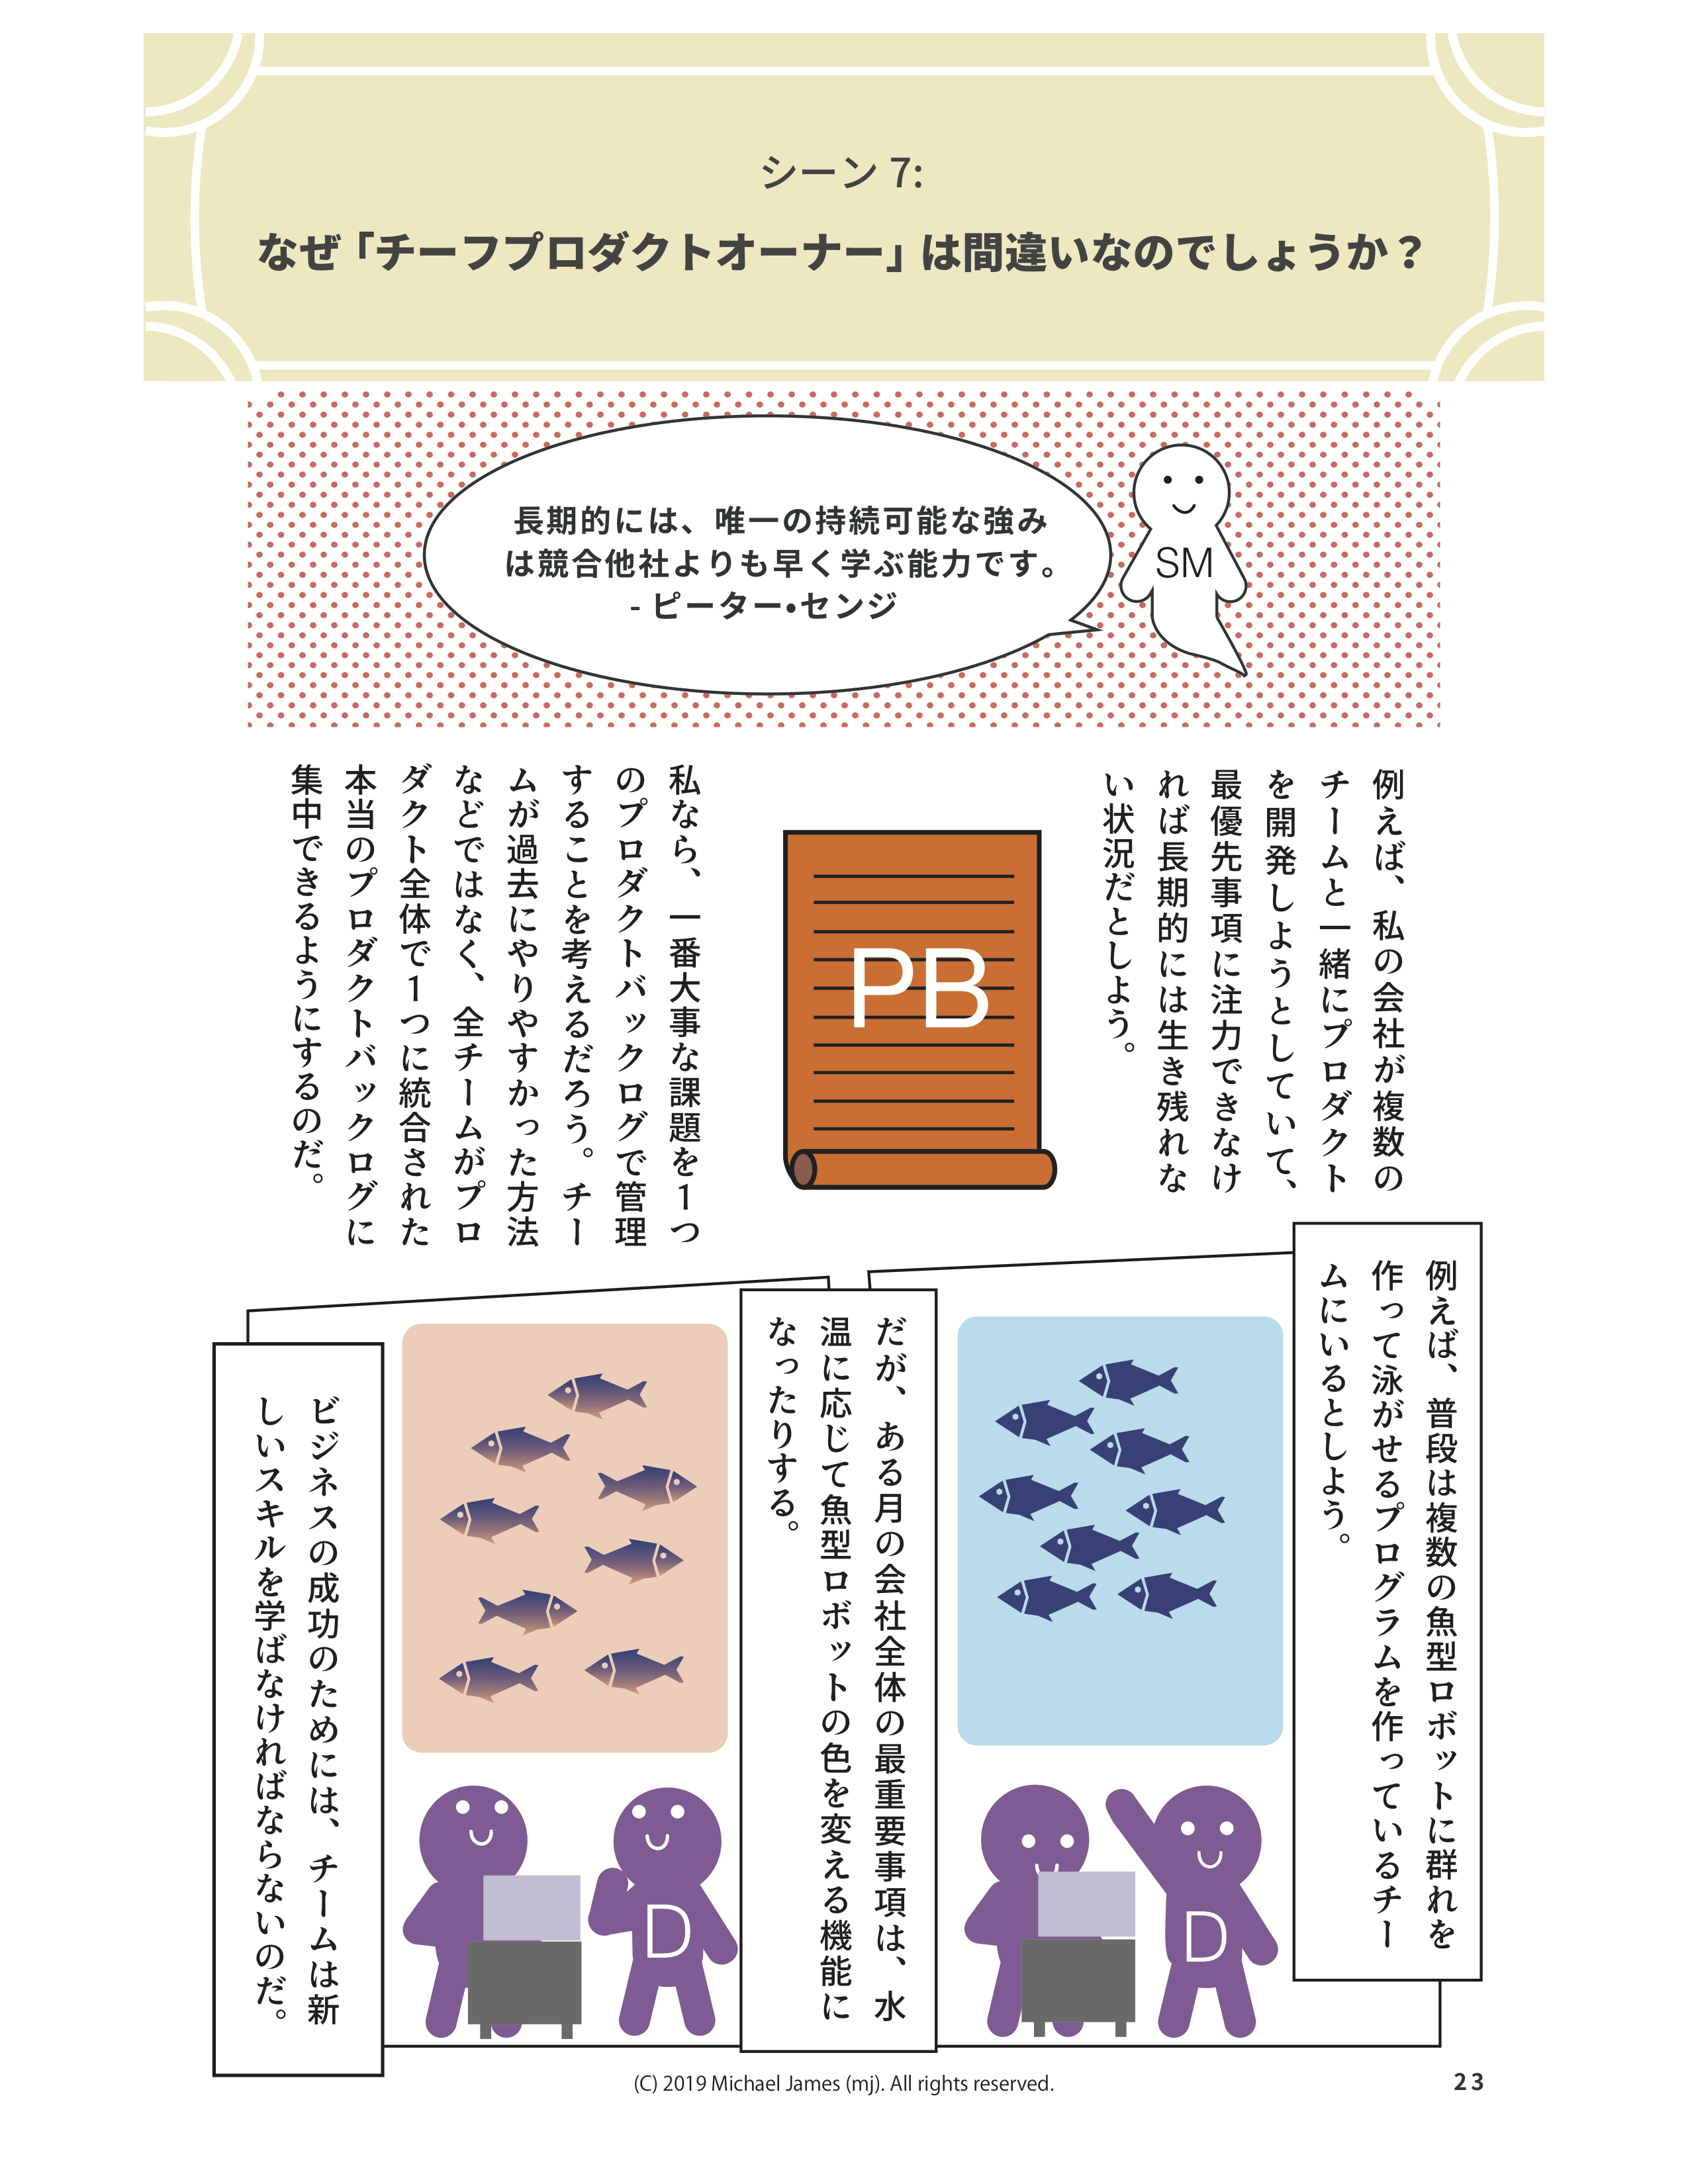 シーン 7:
なぜ「チーフプロダクトオーナー」は間違いなのでしょうか？
長期的には、唯一の持続可能な強み
は競合他社よりも早く学ぶ能力です。
- ピーター・センジ
SM
例えば、私の会社が複数の
チームと一緒にプロダクト
を開発しようとしていて、
最優先事項に注力できなけ
れば長期的には生き残れな
い状況だとしよう。
PB
私なら、一番大事な課題を1つ
のプロダクトバックログで管理
することを考えるだろう。チー
ムが過去にやりやすかった方法
などではなく、全チームがプロ
ダクト全体で1つに統合された
本当のプロダクトバックログに
集中できるようにするのだ。
例えば、普段は複数の魚型ロボットに群れを
作って泳がせるプログラムを作っているチー
ムにいるとしよう。
D
だが、ある月の会社全体の最重要事項は、水
温に応じて魚型ロボットの色を変える機能に
なったりする。
D
ビジネスの成功のためには、チームは新
しいスキルを学ばなければならないのだ。
(C) 2019 Michael James (mj). All rights reserved.
23